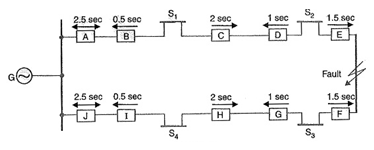 2.5 sec 0.5 sec S1 2 sec 1 sec S2 1.5 sec
A B C D E
G
Fault
2.5 sec 0.5 sec 2 sec 1 sec 1.5 sec
J I H G F
S4 S3